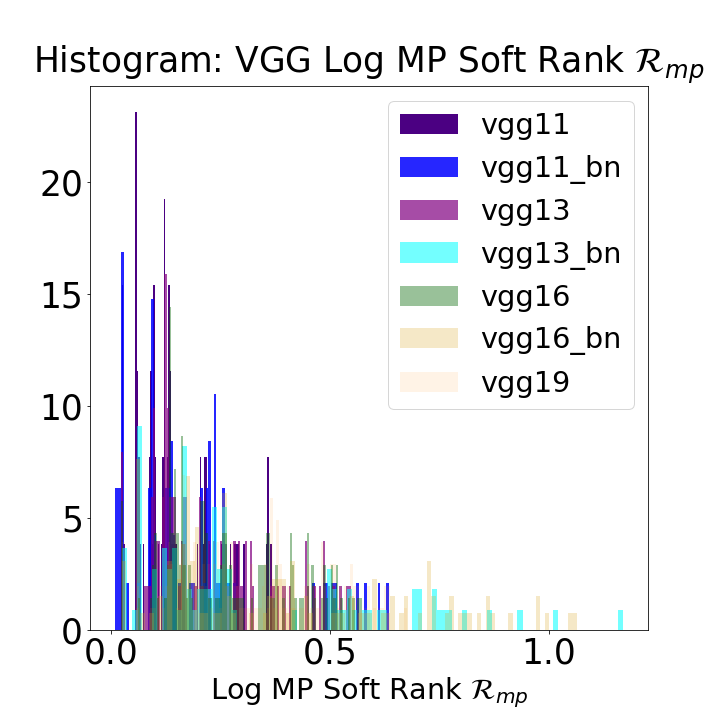 Histogram: VGG Log MP Soft Rank $\mathcal{R}_{mp}$
vgg11
vgg11_bn
vgg13
vgg13_bn
vgg16
vgg16_bn
vgg19
20
15
10
5
0
0.0 0.5 1.0
Log MP Soft Rank $\mathcal{R}_{mp}$